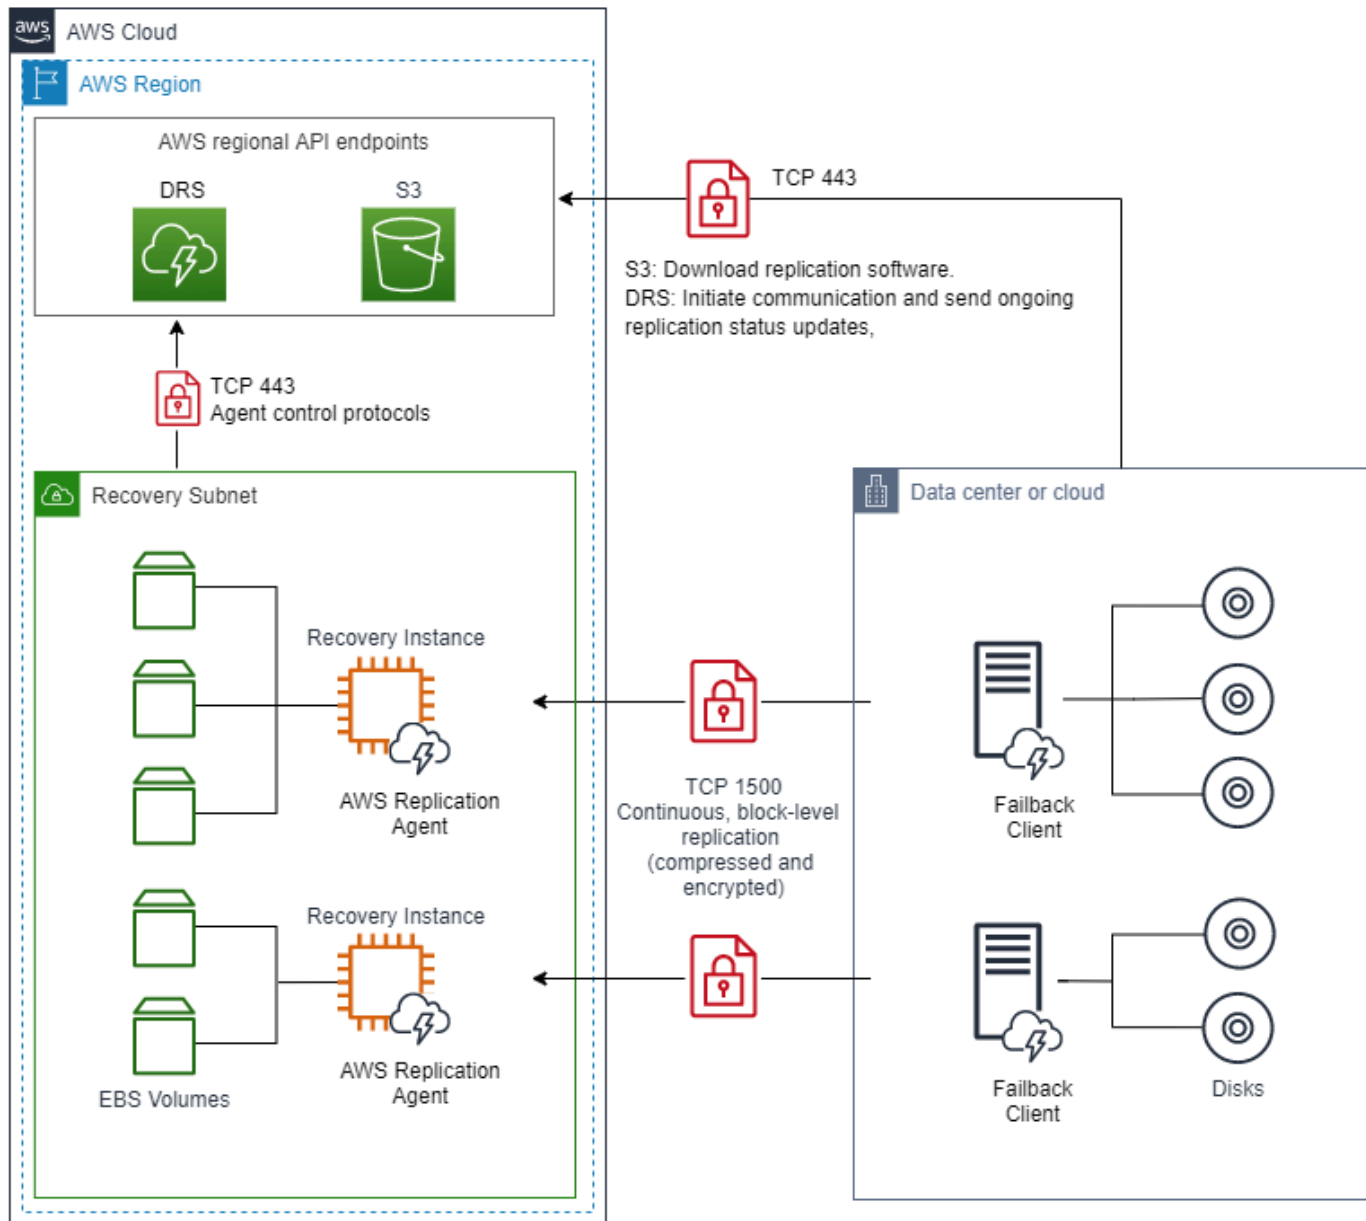 aws
AWS Cloud
AWS Region
AWS regional API endpoints
DRS
S3
TCP 443
S3: Download replication software.
DRS: Initiate communication and send ongoing
replication status updates,
TCP 443
Agent control protocols
Recovery Subnet
Data center or cloud
Recovery Instance
AWS Replication
Agent
TCP 1500
Continuous, block-level
replication
(compressed and
encrypted)
Failback
Client
Recovery Instance
AWS Replication
Agent
EBS Volumes
Failback
Client
Disks